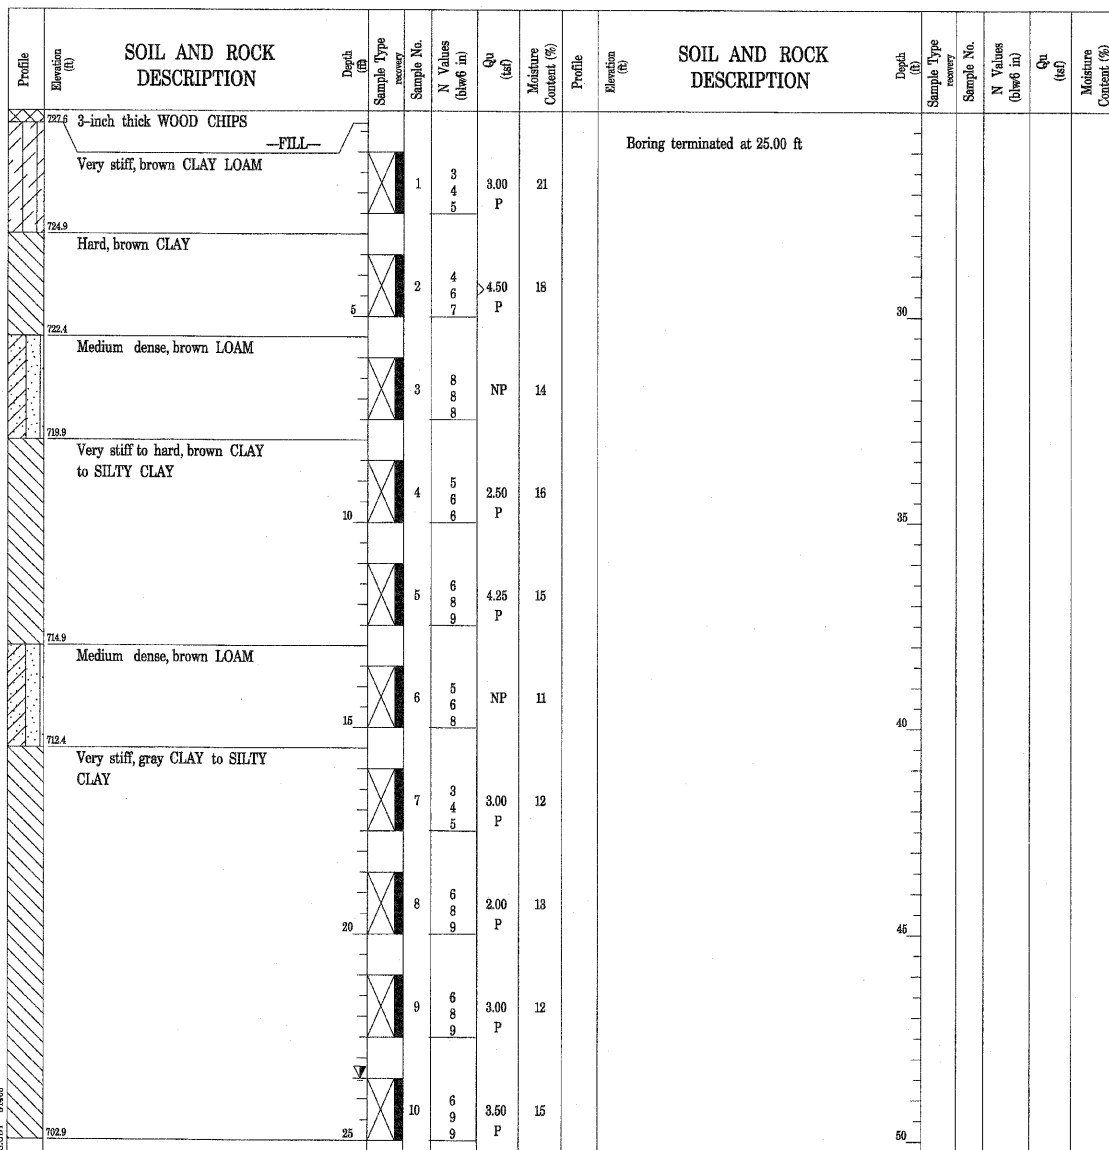 Profile
Elevation (ft)
SOIL AND ROCK DESCRIPTION
Depth (ft)
Sample Type recovery
Sample No.
N Values (blw6 in)
Qu (tsf)
Moisture Content (%)
Profile
Elevation (ft)
SOIL AND ROCK DESCRIPTION
Depth (ft)
Sample Type recovery
Sample No.
N Values (blw6 in)
Qu (tsf)
Moisture Content (%)
727.6 3-inch thick WOOD CHIPS
--FILL--
Very stiff, brown CLAY LOAM
1 3 4 5 3.00 P 21
724.9
Hard, brown CLAY
2 4 6 7 >4.50 P 18
5
722.4
Medium dense, brown LOAM
3 8 8 8 NP 14
719.9
Very stiff to hard, brown CLAY
to SILTY CLAY
4 5 6 6 2.50 P 16
10
5 6 8 9 4.25 P 15
714.9
Medium dense, brown LOAM
6 5 6 8 NP 11
15
712.4
Very stiff, gray CLAY to SILTY
CLAY
7 3 4 5 3.00 P 12
8 6 8 9 2.00 P 13
20
9 6 8 9 3.00 P 12
10 6 9 9 3.50 P 15
702.9
25
Boring terminated at 25.00 ft
30
35
40
45
50